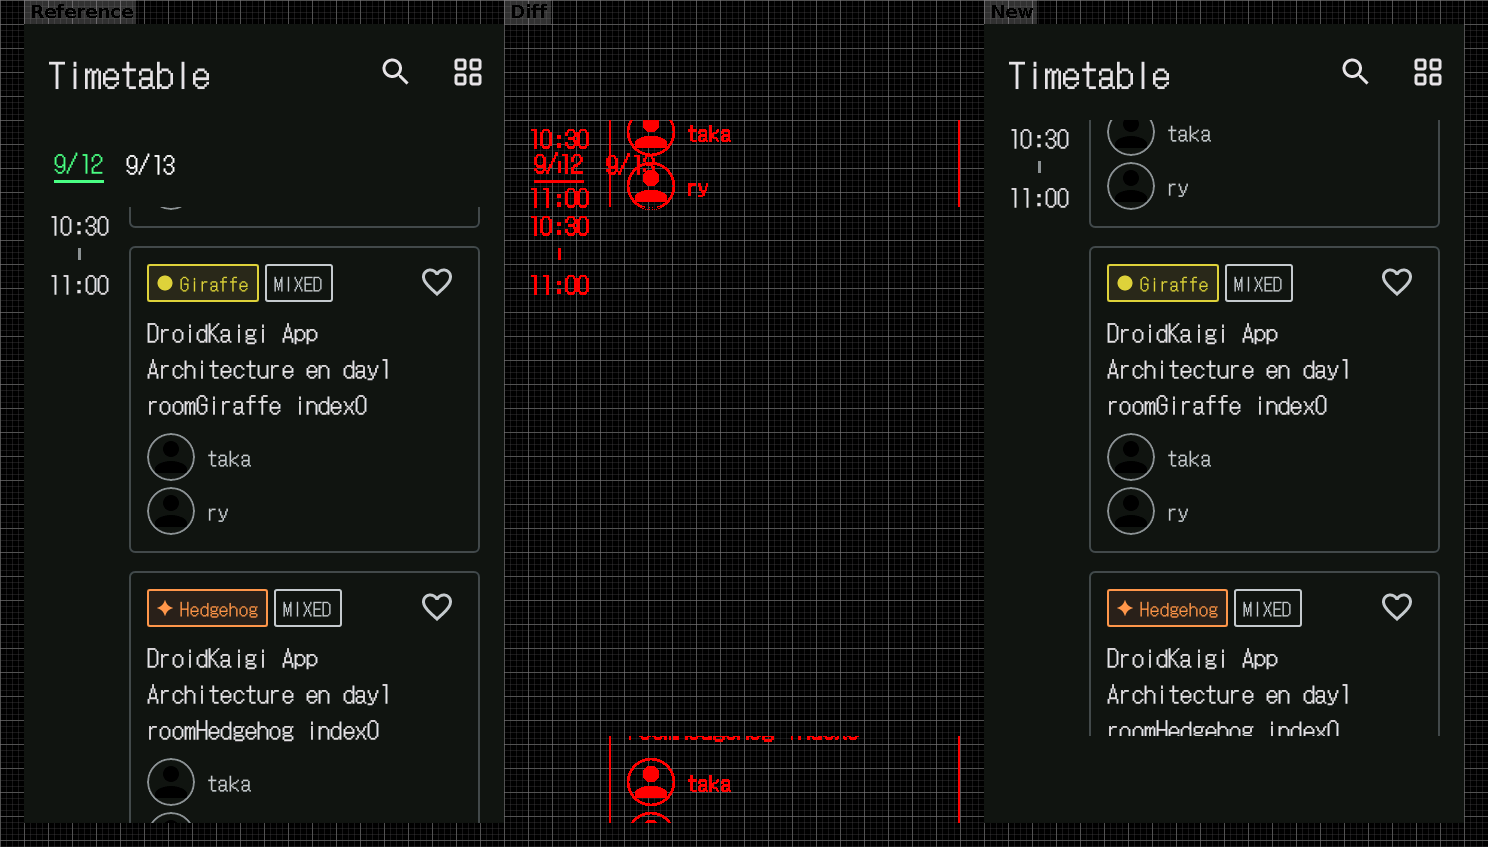 Reference
Timetable
9/12 9/13
10:30
11:00
Giraffe MIXED
DroidKaigi App
Architecture en day1
roomGiraffe index0
taka
ry
Hedgehog MIXED
DroidKaigi App
Architecture en day1
roomHedgehog index0
taka
Diff
10:30
taka
9/12 9/13
ry
11:00
10:30
11:00
roomHedgehog index0
taka
New
Timetable
10:30
11:00
taka
ry
Giraffe MIXED
DroidKaigi App
Architecture en day1
roomGiraffe index0
taka
ry
Hedgehog MIXED
DroidKaigi App
Architecture en day1
roomHedgehog index0